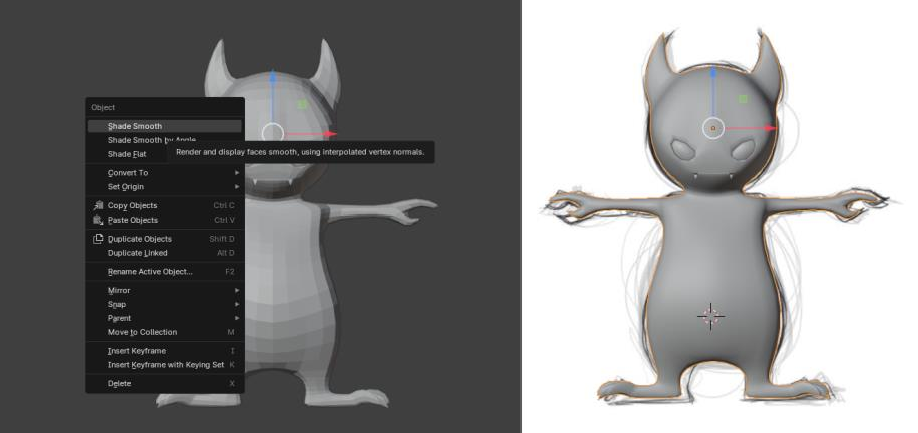 Object
Shade Smooth
Shade Smooth by Angle
Shade Flat
Render and display faces smooth, using interpolated vertex normals.
Convert To
Set Origin
Copy Objects Ctrl C
Paste Objects Ctrl V
Duplicate Objects Shift D
Duplicate Linked Alt D
Rename Active Object... F2
Mirror
Snap
Parent
Move to Collection M
Insert Keyframe I
Insert Keyframe with Keying Set K
Delete X